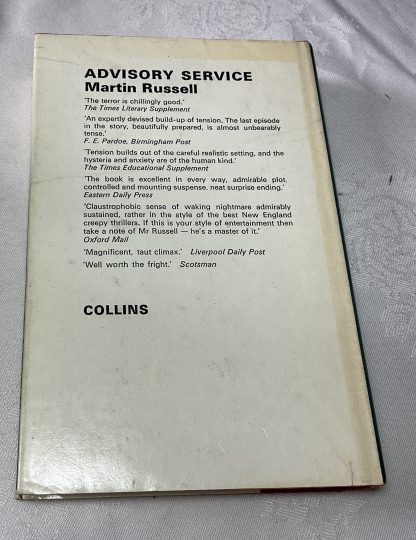 ADVISORY SERVICE
Martin Russell
'The terror is chillingly good.'
The Times Literary Supplement
'An expertly devised build-up of tension. The last episode
in the story, beautifully prepared, is almost unbearably
tense.'
F. E. Pardoe, Birmingham Post
'Tension builds out of the careful realistic setting, and the
hysteria and anxiety are of the human kind.'
The Times Educational Supplement
'The book is excellent in every way, admirable plot,
controlled and mounting suspense, neat surprise ending.'
Eastern Daily Press
'Claustrophobic sense of waking nightmare admirably
sustained, rather in the style of the best New England
creepy thrillers. If this is your style of entertainment then
take a note of Mr Russell — he's a master of it.'
Oxford Mail
'Magnificent, taut climax.' Liverpool Daily Post
'Well worth the fright.' Scotsman
COLLINS